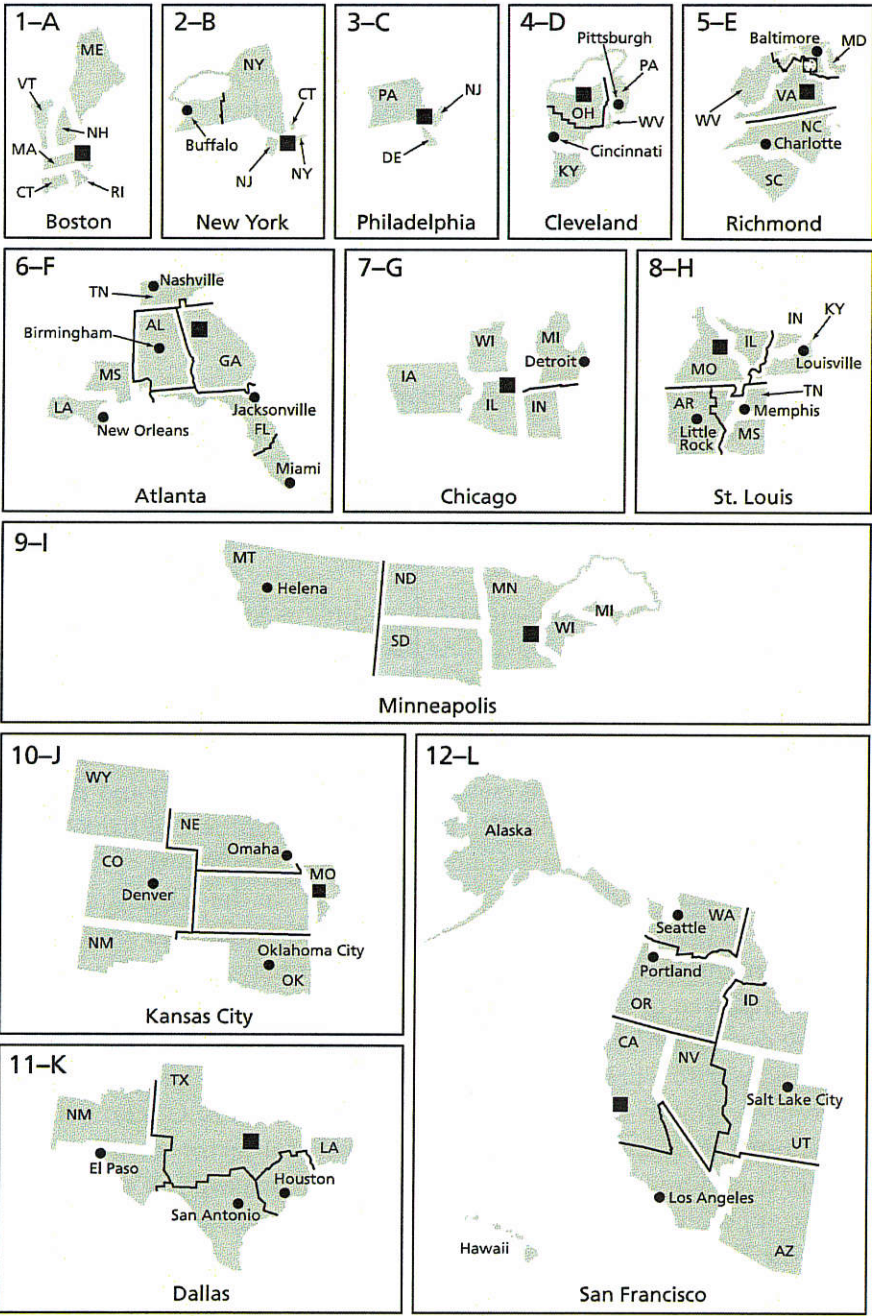 1–A
ME
VT
NH
MA
CT
RI
Boston
2–B
NY
Buffalo
CT
NJ
NY
New York
3–C
PA
NJ
DE
Philadelphia
4–D
Pittsburgh
PA
OH
WV
Cincinnati
KY
Cleveland
5–E
Baltimore
MD
VA
WV
NC
Charlotte
SC
Richmond
6–F
Nashville
TN
AL
Birmingham
GA
MS
LA
New Orleans
Jacksonville
FL
Miami
Atlanta
7–G
WI
MI
Detroit
IA
IL
IN
Chicago
8–H
KY
IN
IL
Louisville
MO
TN
AR
Memphis
Little
Rock
MS
St. Louis
9–I
MT
Helena
ND
MN
MI
WI
SD
Minneapolis
10–J
WY
NE
Omaha
CO
MO
Denver
NM
Oklahoma City
OK
Kansas City
11–K
TX
NM
LA
El Paso
Houston
San Antonio
Dallas
12–L
Alaska
WA
Seattle
Portland
OR
ID
CA
NV
Salt Lake City
UT
Los Angeles
Hawaii
AZ
San Francisco